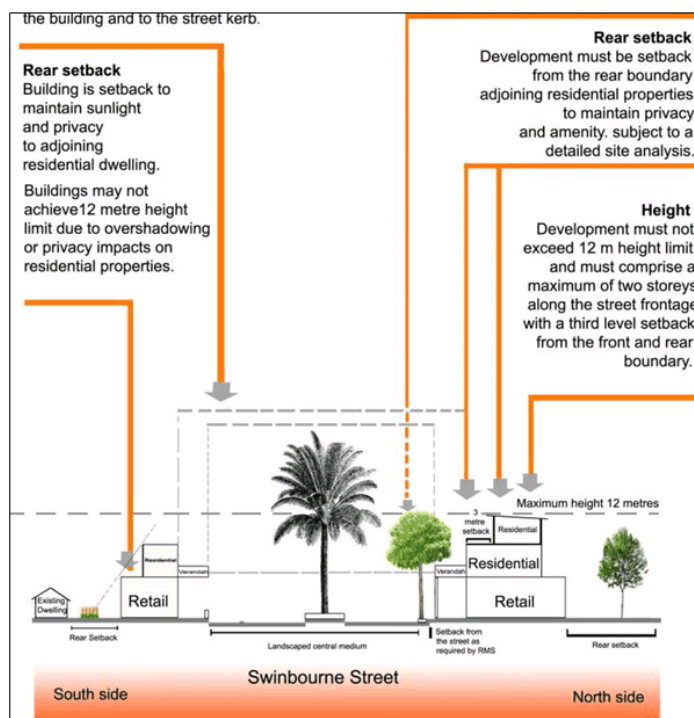 the building and to the street kerb.
Rear setback
Building is setback to
maintain sunlight
and privacy
to adjoining
residential dwelling.
Buildings may not
achieve12 metre height
limit due to overshadowing
or privacy impacts on
residential properties.
Rear setback
Development must be setback
from the rear boundary
adjoining residential properties
to maintain privacy
and amenity. subject to a
detailed site analysis.
Height
Development must not
exceed 12 m height limit
and must comprise a
maximum of two storeys
along the street frontage
with a third level setback
from the front and rear
boundary.
Maximum height 12 metres
3
metre
setback
Residential
Residential
Verandah
Residential
Verandah
Retail
Retail
Existing
Dwelling
Rear Setback
Landscaped central medium
Setback from
the street as
required by RMS
Rear setback
Swinbourne Street
South side
North side